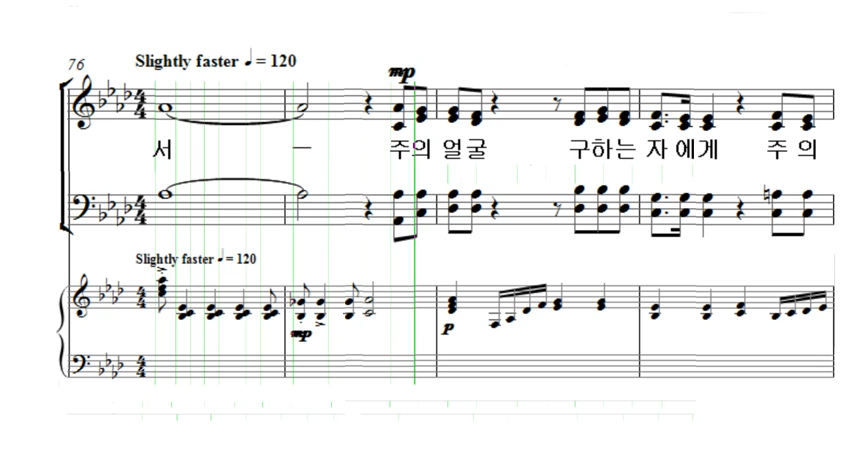 76
Slightly faster ♩ = 120
mp
서 — 주의 얼굴 구하는 자 에게 주 의
Slightly faster ♩ = 120
mp
p